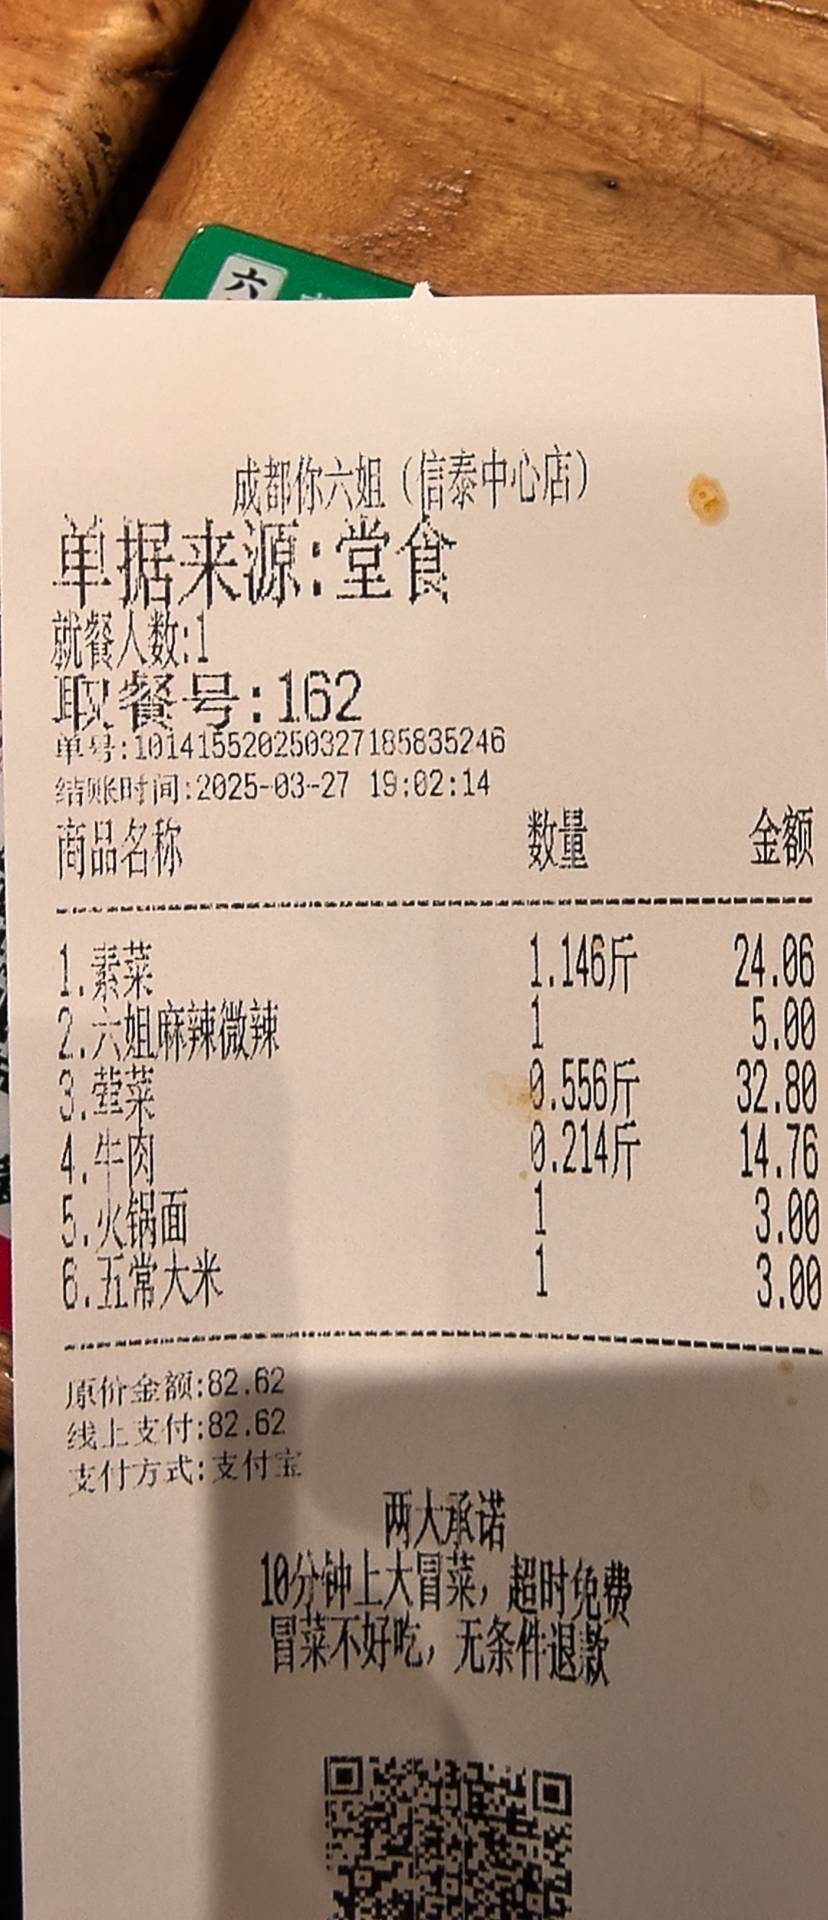 六
成都你六姐（信泰中心店）
单据来源:堂食
就餐人数:1
取餐号:162
单号:101415520250327185835246
结账时间:2025-03-27 19:02:14
商品名称 数量 金额
1.素菜 1.146斤 24.06
2.六姐麻辣微辣 1 5.00
3.荤菜 0.556斤 32.80
4.牛肉 0.214斤 14.76
5.火锅面 1 3.00
6.五常大米 1 3.00
原价金额:82.62
线上支付:82.62
支付方式:支付宝
两大承诺
10分钟上大冒菜，超时免费
冒菜不好吃，无条件退款